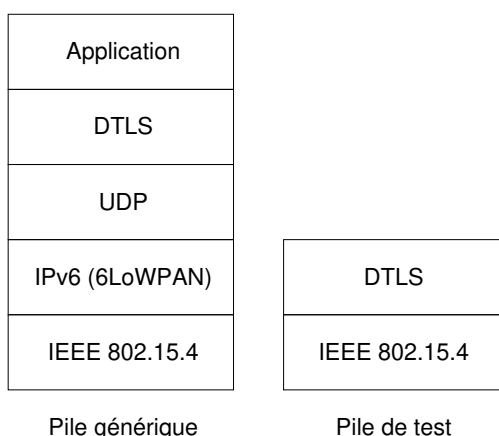 Application
DTLS
UDP
IPv6 (6LoWPAN)
IEEE 802.15.4
Pile générique
DTLS
IEEE 802.15.4
Pile de test